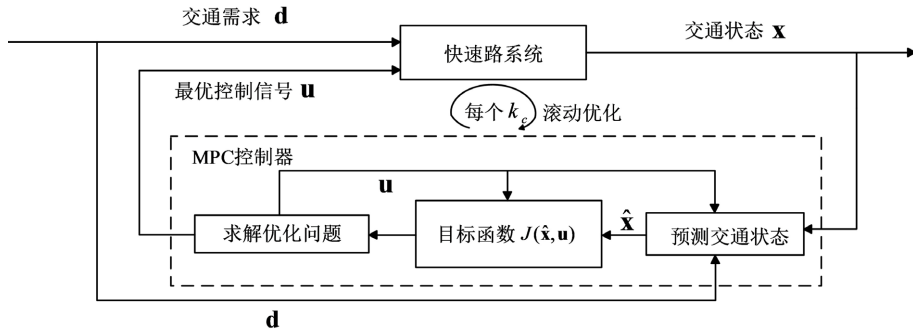 交通需求 d
快速路系统
交通状态 x
最优控制信号 u
每个 k_c 滚动优化
MPC控制器
u
求解优化问题
目标函数 J(x̂,u)
x̂
预测交通状态
d